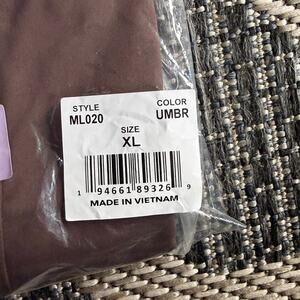 STYLE COLOR
ML020 UMBR
SIZE
XL
1 94661 89326 9
MADE IN VIETNAM